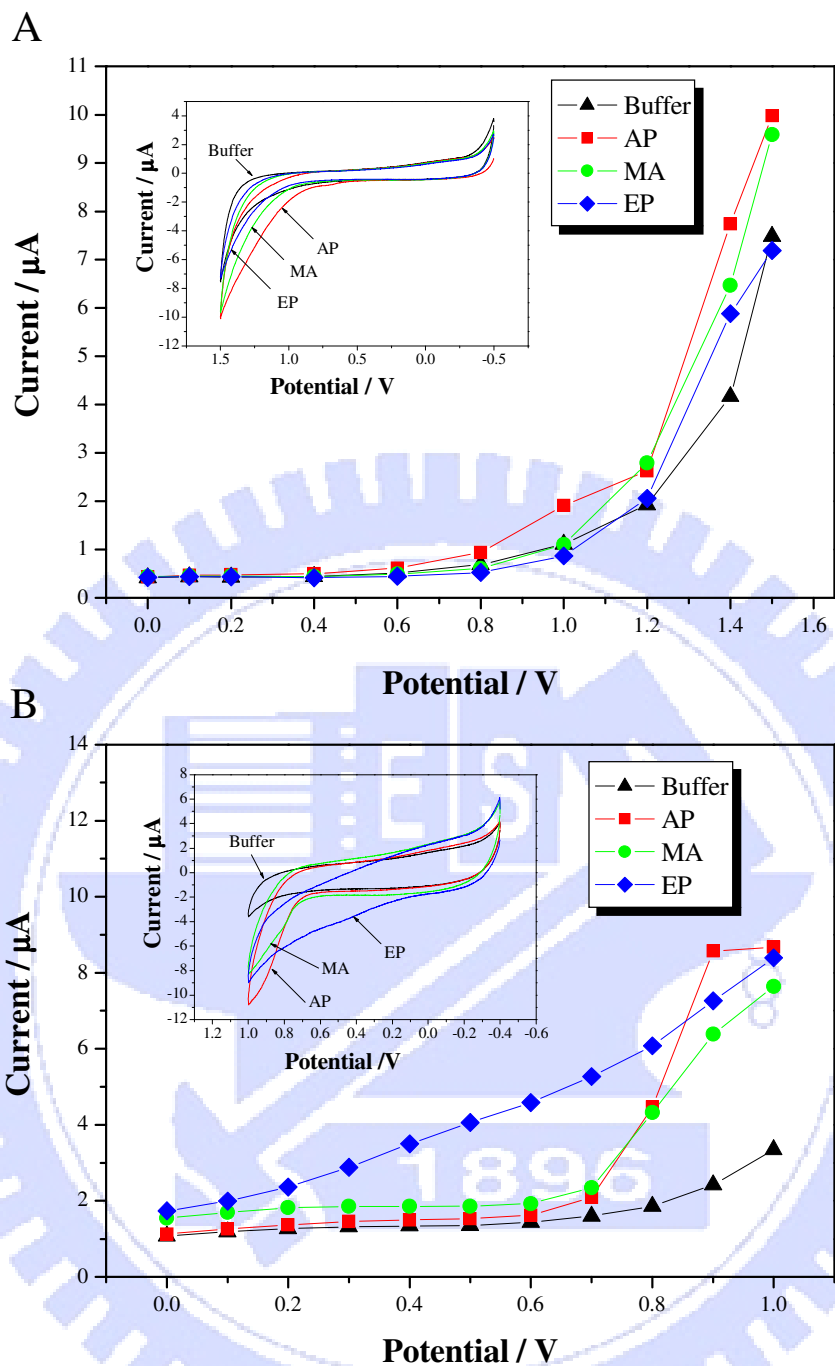 A
11
10
9
8
7
6
5
4
3
2
1
0
Current / µA
0.0 0.2 0.4 0.6 0.8 1.0 1.2 1.4 1.6
Potential / V
Buffer
AP
MA
EP
4
2
0
-2
-4
-6
-8
-10
-12
Current / µA
Buffer
AP
MA
EP
1.5 1.0 0.5 0.0 -0.5
Potential / V
B
14
12
10
8
6
4
2
0
Current / µA
0.0 0.2 0.4 0.6 0.8 1.0
Potential / V
Buffer
AP
MA
EP
8
6
4
2
0
-2
-4
-6
-8
-10
-12
Current / µA
Buffer
EP
MA
AP
1.2 1.0 0.8 0.6 0.4 0.2 0.0 -0.2 -0.4 -0.6
Potential /V
ES
1896